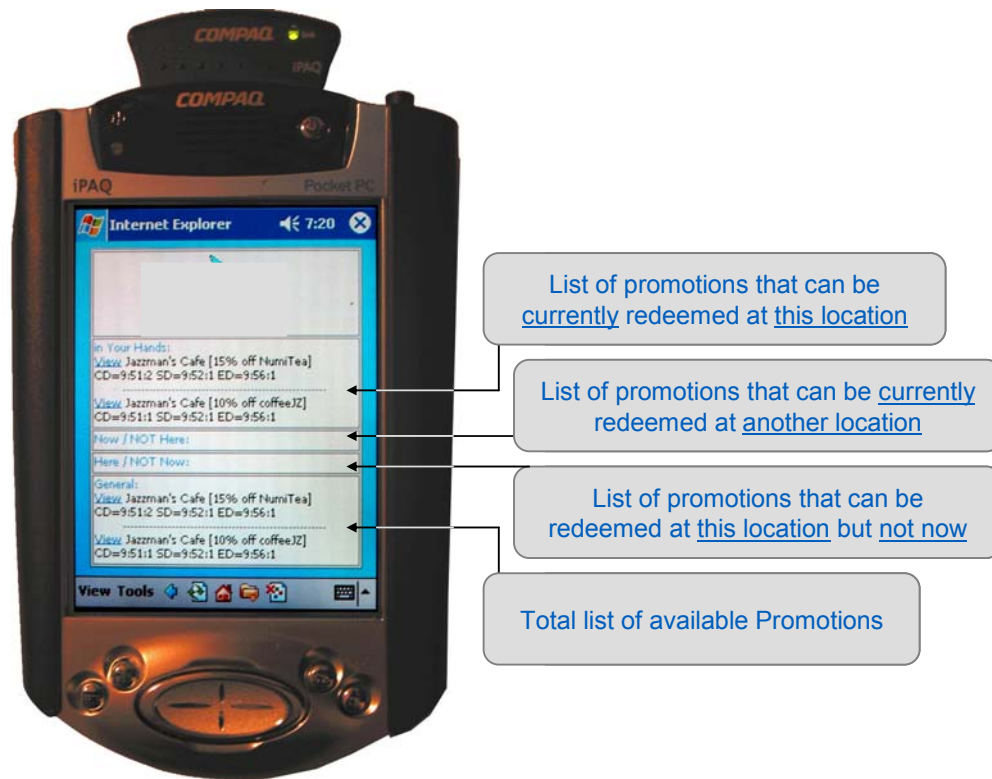 COMPAQ
link
iPAQ
COMPAQ
iPAQ Pocket PC
Internet Explorer 7:20
in Your Hands:
View Jazzman's Cafe [15% off NumiTea]
CD=9:51:2 SD=9:52:1 ED=9:56:1
View Jazzman's Cafe [10% off coffeeJZ]
CD=9:51:1 SD=9:52:1 ED=9:56:1
Now / NOT Here:
Here / NOT Now:
General:
View Jazzman's Cafe [15% off NumiTea]
CD=9:51:2 SD=9:52:1 ED=9:56:1
View Jazzman's Cafe [10% off coffeeJZ]
CD=9:51:1 SD=9:52:1 ED=9:56:1
View Tools
List of promotions that can be
currently redeemed at this location
List of promotions that can be currently
redeemed at another location
List of promotions that can be
redeemed at this location but not now
Total list of available Promotions